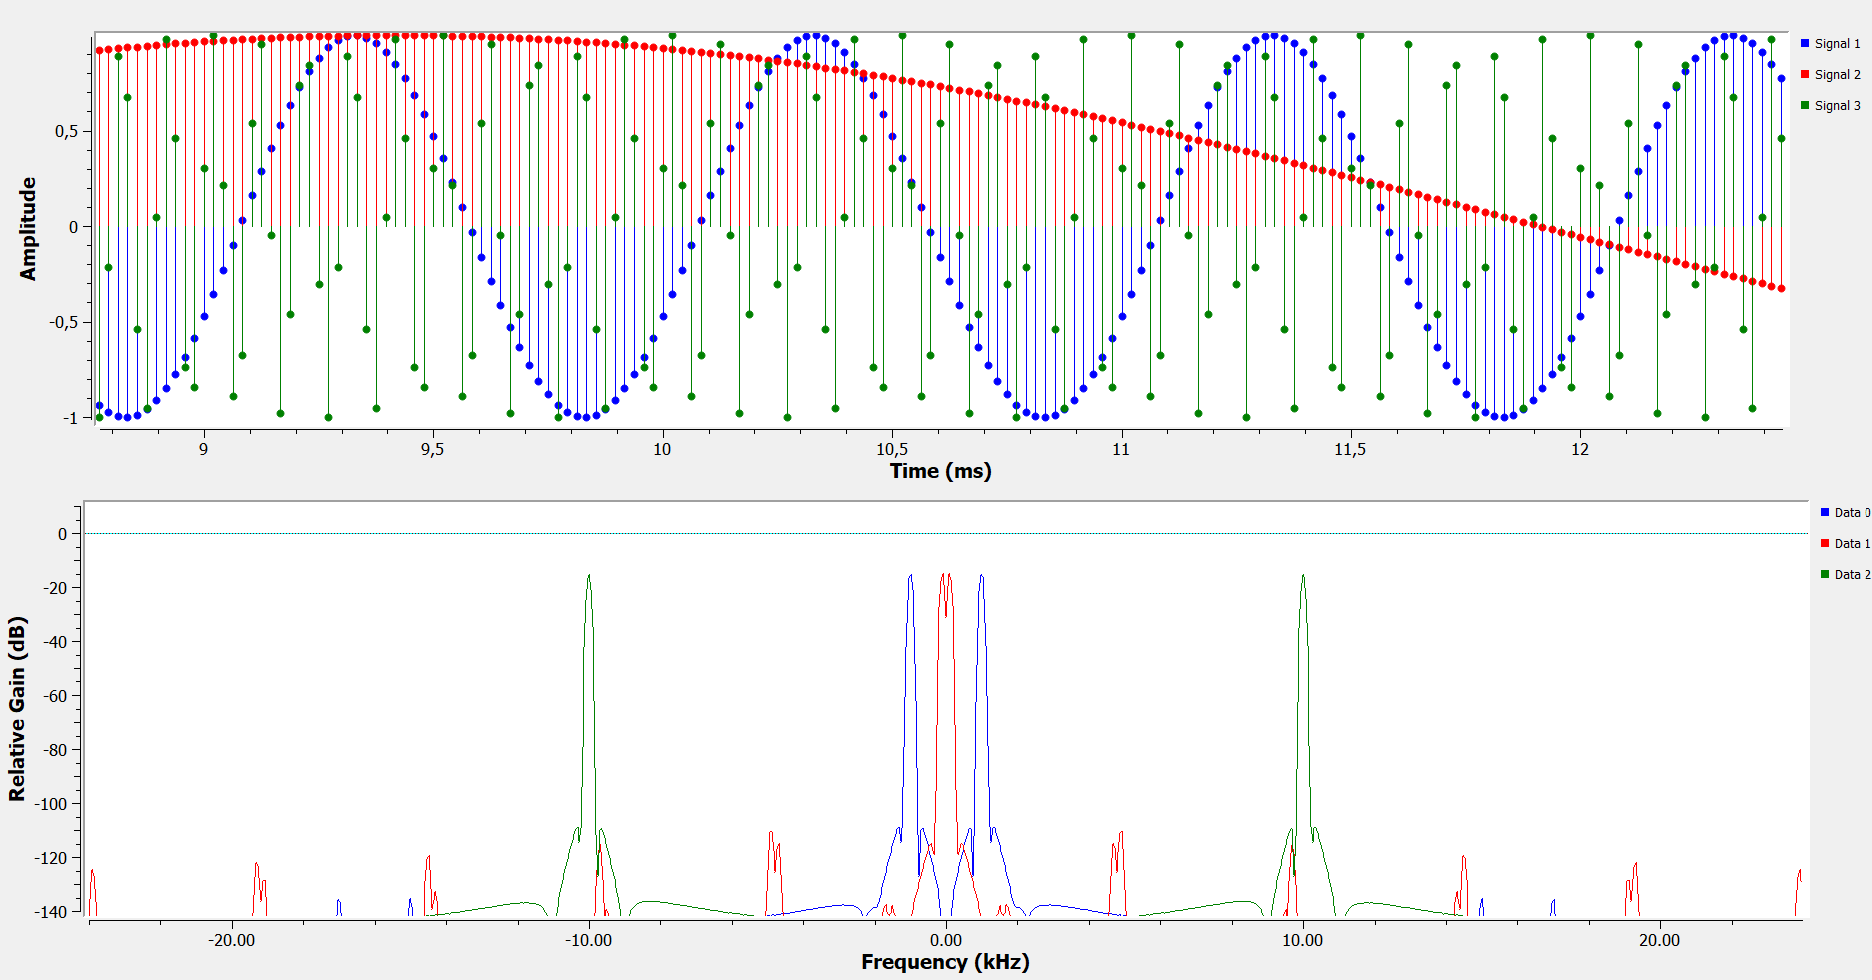 Signal 1
Signal 2
Signal 3
Amplitude
0,5
0
-0,5
-1
9
9,5
10
10,5
11
11,5
12
Time (ms)
Data 0
Data 1
Data 2
Relative Gain (dB)
0
-20
-40
-60
-80
-100
-120
-140
-20.00
-10.00
0.00
10.00
20.00
Frequency (kHz)